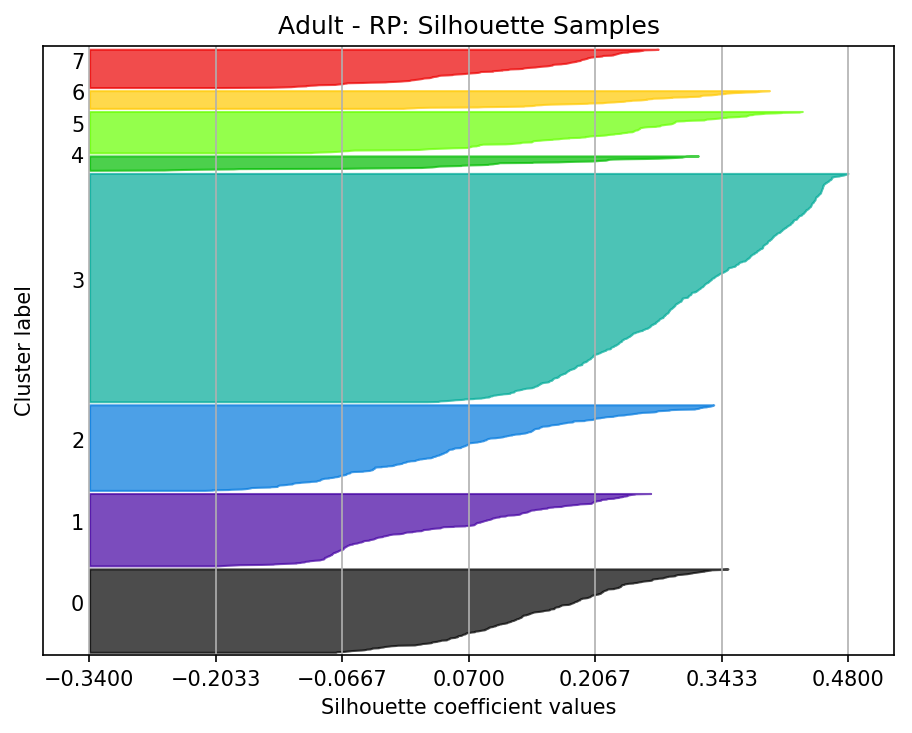 Adult - RP: Silhouette Samples
7
6
5
4
3
2
1
0
Cluster label
−0.3400 −0.2033 −0.0667 0.0700 0.2067 0.3433 0.4800
Silhouette coefficient values